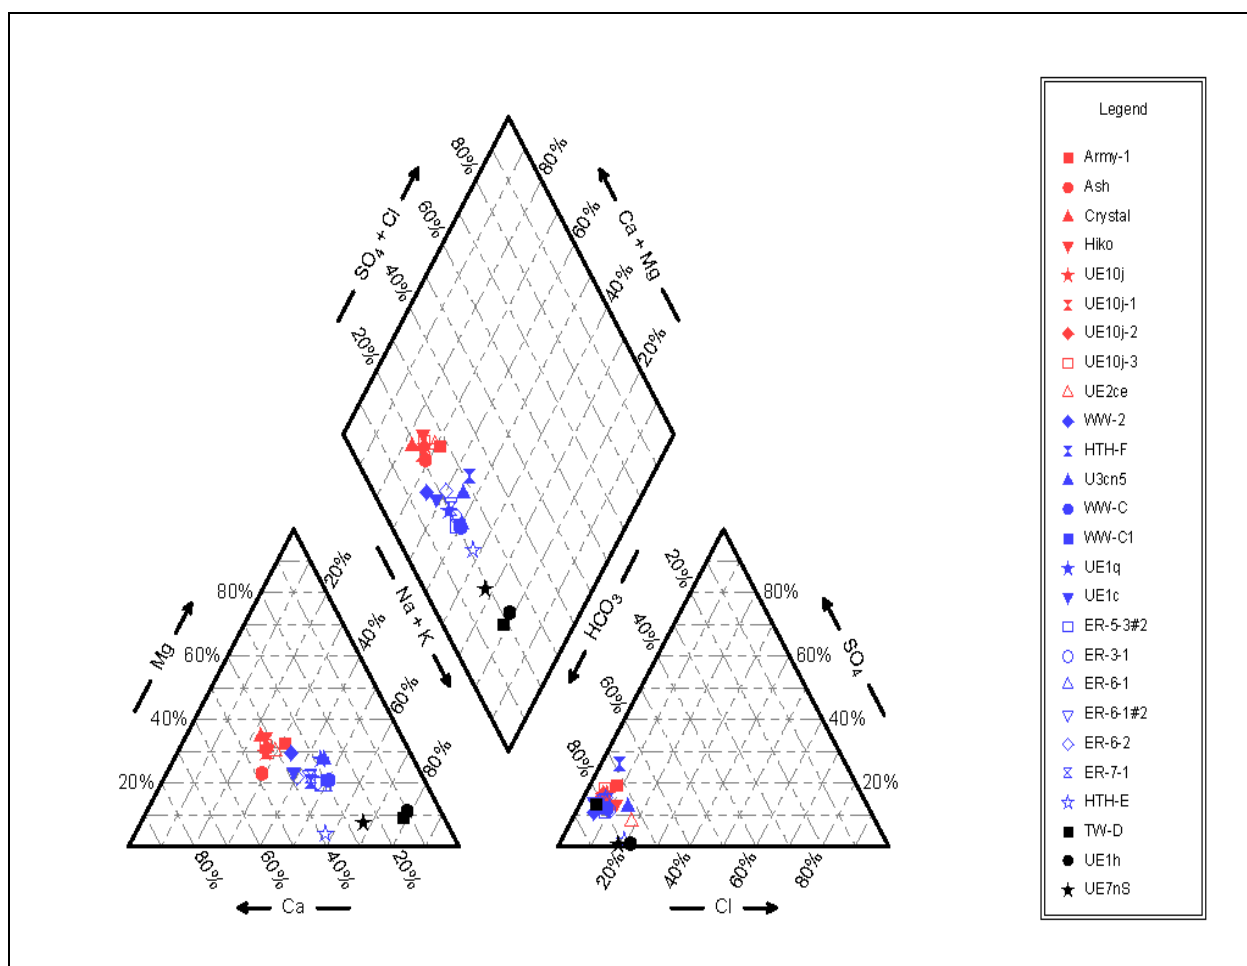 Legend
Army-1
Ash
Crystal
Hiko
UE10j
UE10j-1
UE10j-2
UE10j-3
UE2ce
WW-2
HTH-F
U3cn5
WW-C
WW-C1
UE1q
UE1c
ER-5-3#2
ER-3-1
ER-6-1
ER-6-1#2
ER-6-2
ER-7-1
HTH-E
TW-D
UE1h
UE7nS
80%
80%
60%
60%
40%
40%
20%
20%
SO₄ + Cl
Ca + Mg
Na + K
HCO₃
Mg
SO₄
20%
40%
60%
80%
80%
60%
40%
20%
80%
60%
40%
20%
Ca
20%
40%
60%
80%
80%
60%
40%
20%
20%
40%
60%
80%
Cl